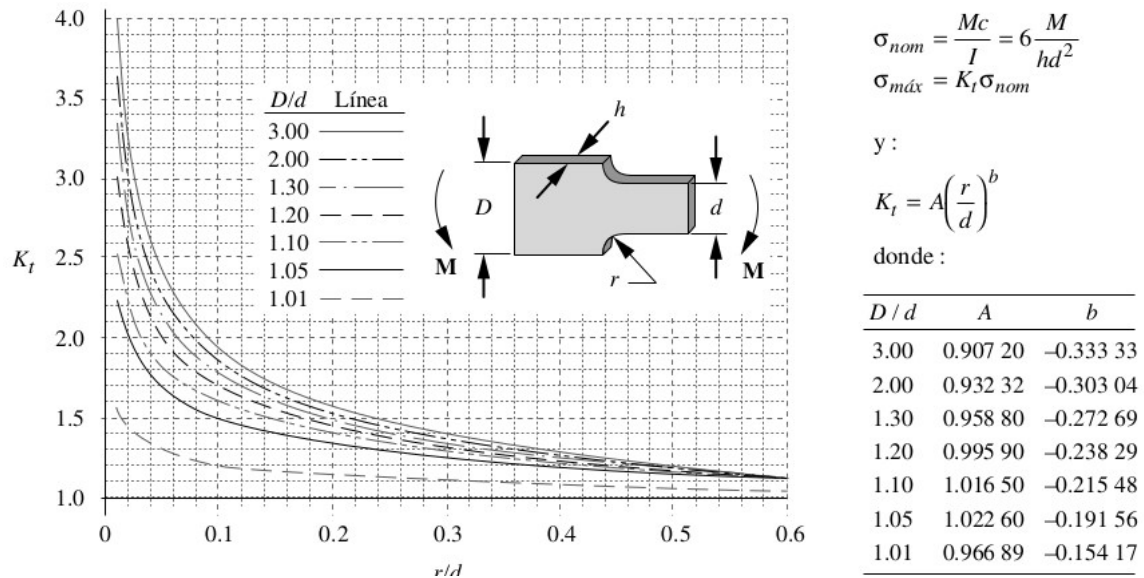 4.0
3.5
3.0
2.5
2.0
1.5
1.0
K_t
0 0.1 0.2 0.3 0.4 0.5 0.6
r/d
D/d Línea
3.00
2.00
1.30
1.20
1.10
1.05
1.01
h
D
d
r
M
M
σ_nom = Mc/I = 6 M/hd^2
σ_máx = K_t σ_nom
y :
K_t = A(r/d)^b
donde :
D / d A b
3.00 0.907 20 –0.333 33
2.00 0.932 32 –0.303 04
1.30 0.958 80 –0.272 69
1.20 0.995 90 –0.238 29
1.10 1.016 50 –0.215 48
1.05 1.022 60 –0.191 56
1.01 0.966 89 –0.154 17